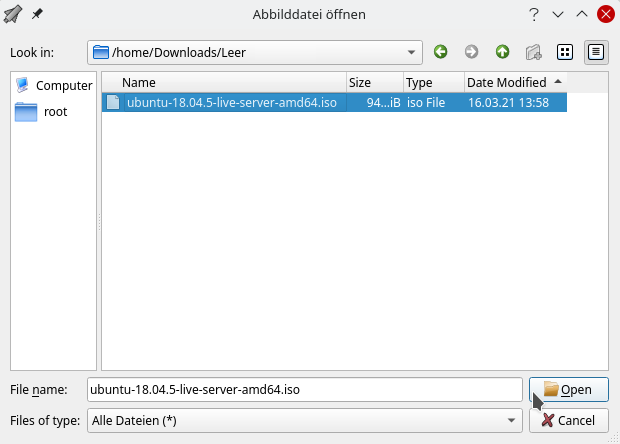 Abbilddatei öffnen
?
Look in: /home/Downloads/Leer
Computer
root
Name Size Type Date Modified
ubuntu-18.04.5-live-server-amd64.iso 94...iB iso File 16.03.21 13:58
File name: ubuntu-18.04.5-live-server-amd64.iso Open
Files of type: Alle Dateien (*) Cancel